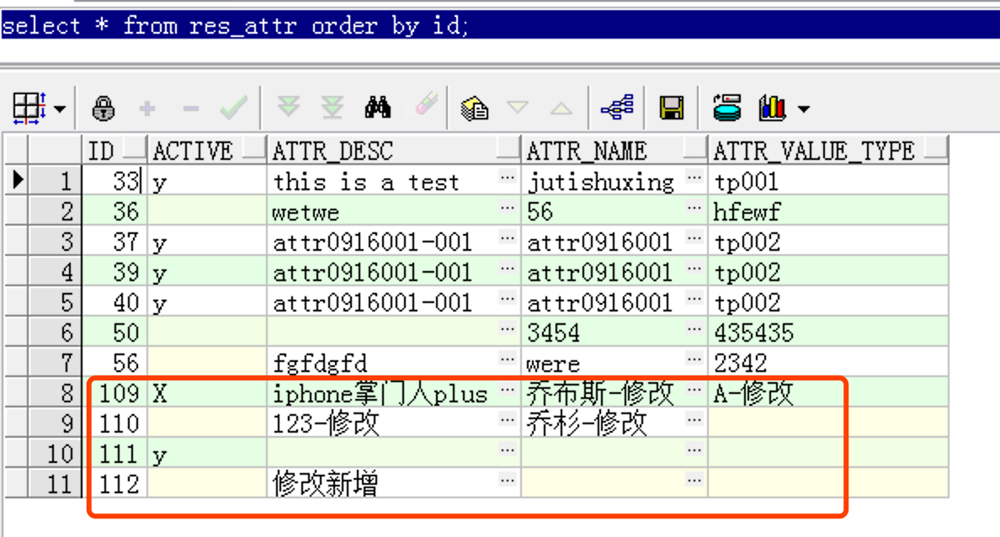 select * from res_attr order by id;
ID ACTIVE ATTR_DESC ATTR_NAME ATTR_VALUE_TYPE
1 33 y this is a test ... jutishuxing ... tp001
2 36 wetwe ... 56 ... hfewf
3 37 y attr0916001-001 ... attr0916001 ... tp002
4 39 y attr0916001-001 ... attr0916001 ... tp002
5 40 y attr0916001-001 ... attr0916001 ... tp002
6 50 ... 3454 ... 435435
7 56 fgfdgfd ... were ... 2342
8 109 X iphone掌门人plus ... 乔布斯-修改 ... A-修改
9 110 123-修改 ... 乔杉-修改 ...
10 111 y ... ...
11 112 修改新增 ... ...